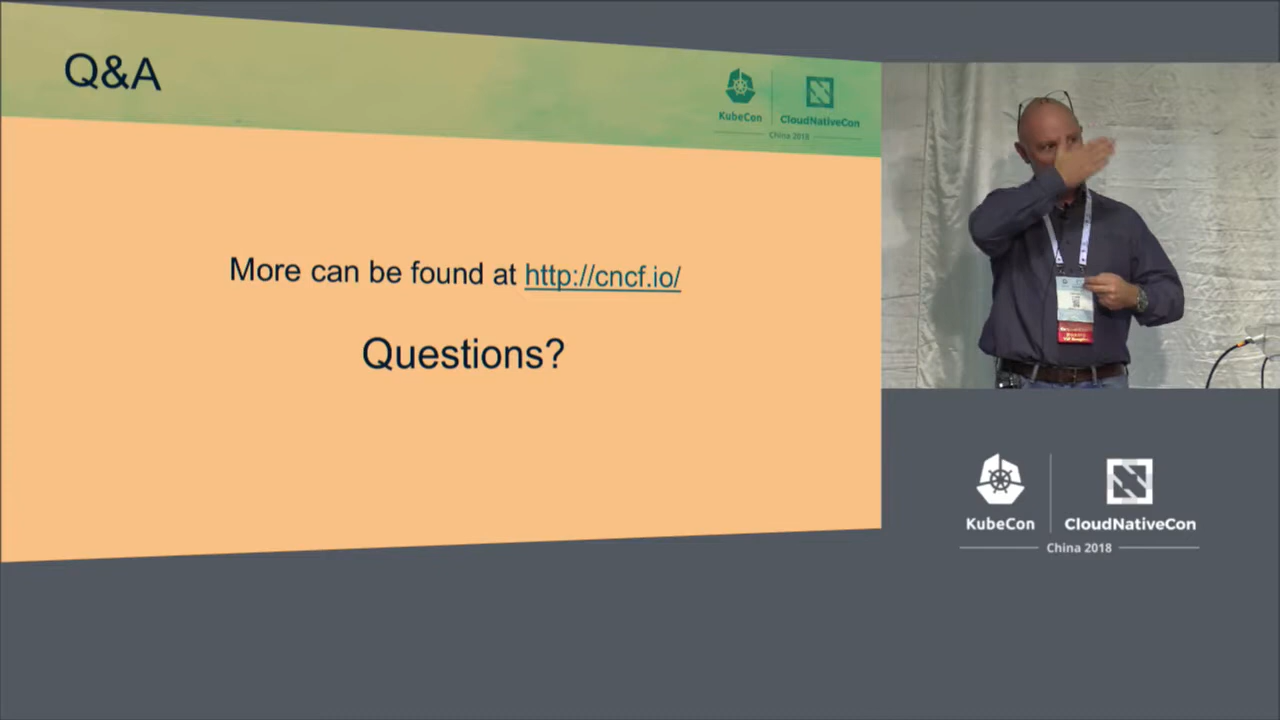 Q&A
KubeCon
CloudNativeCon
China 2018
More can be found at http://cncf.io/
Questions?
KubeCon
CloudNativeCon
China 2018